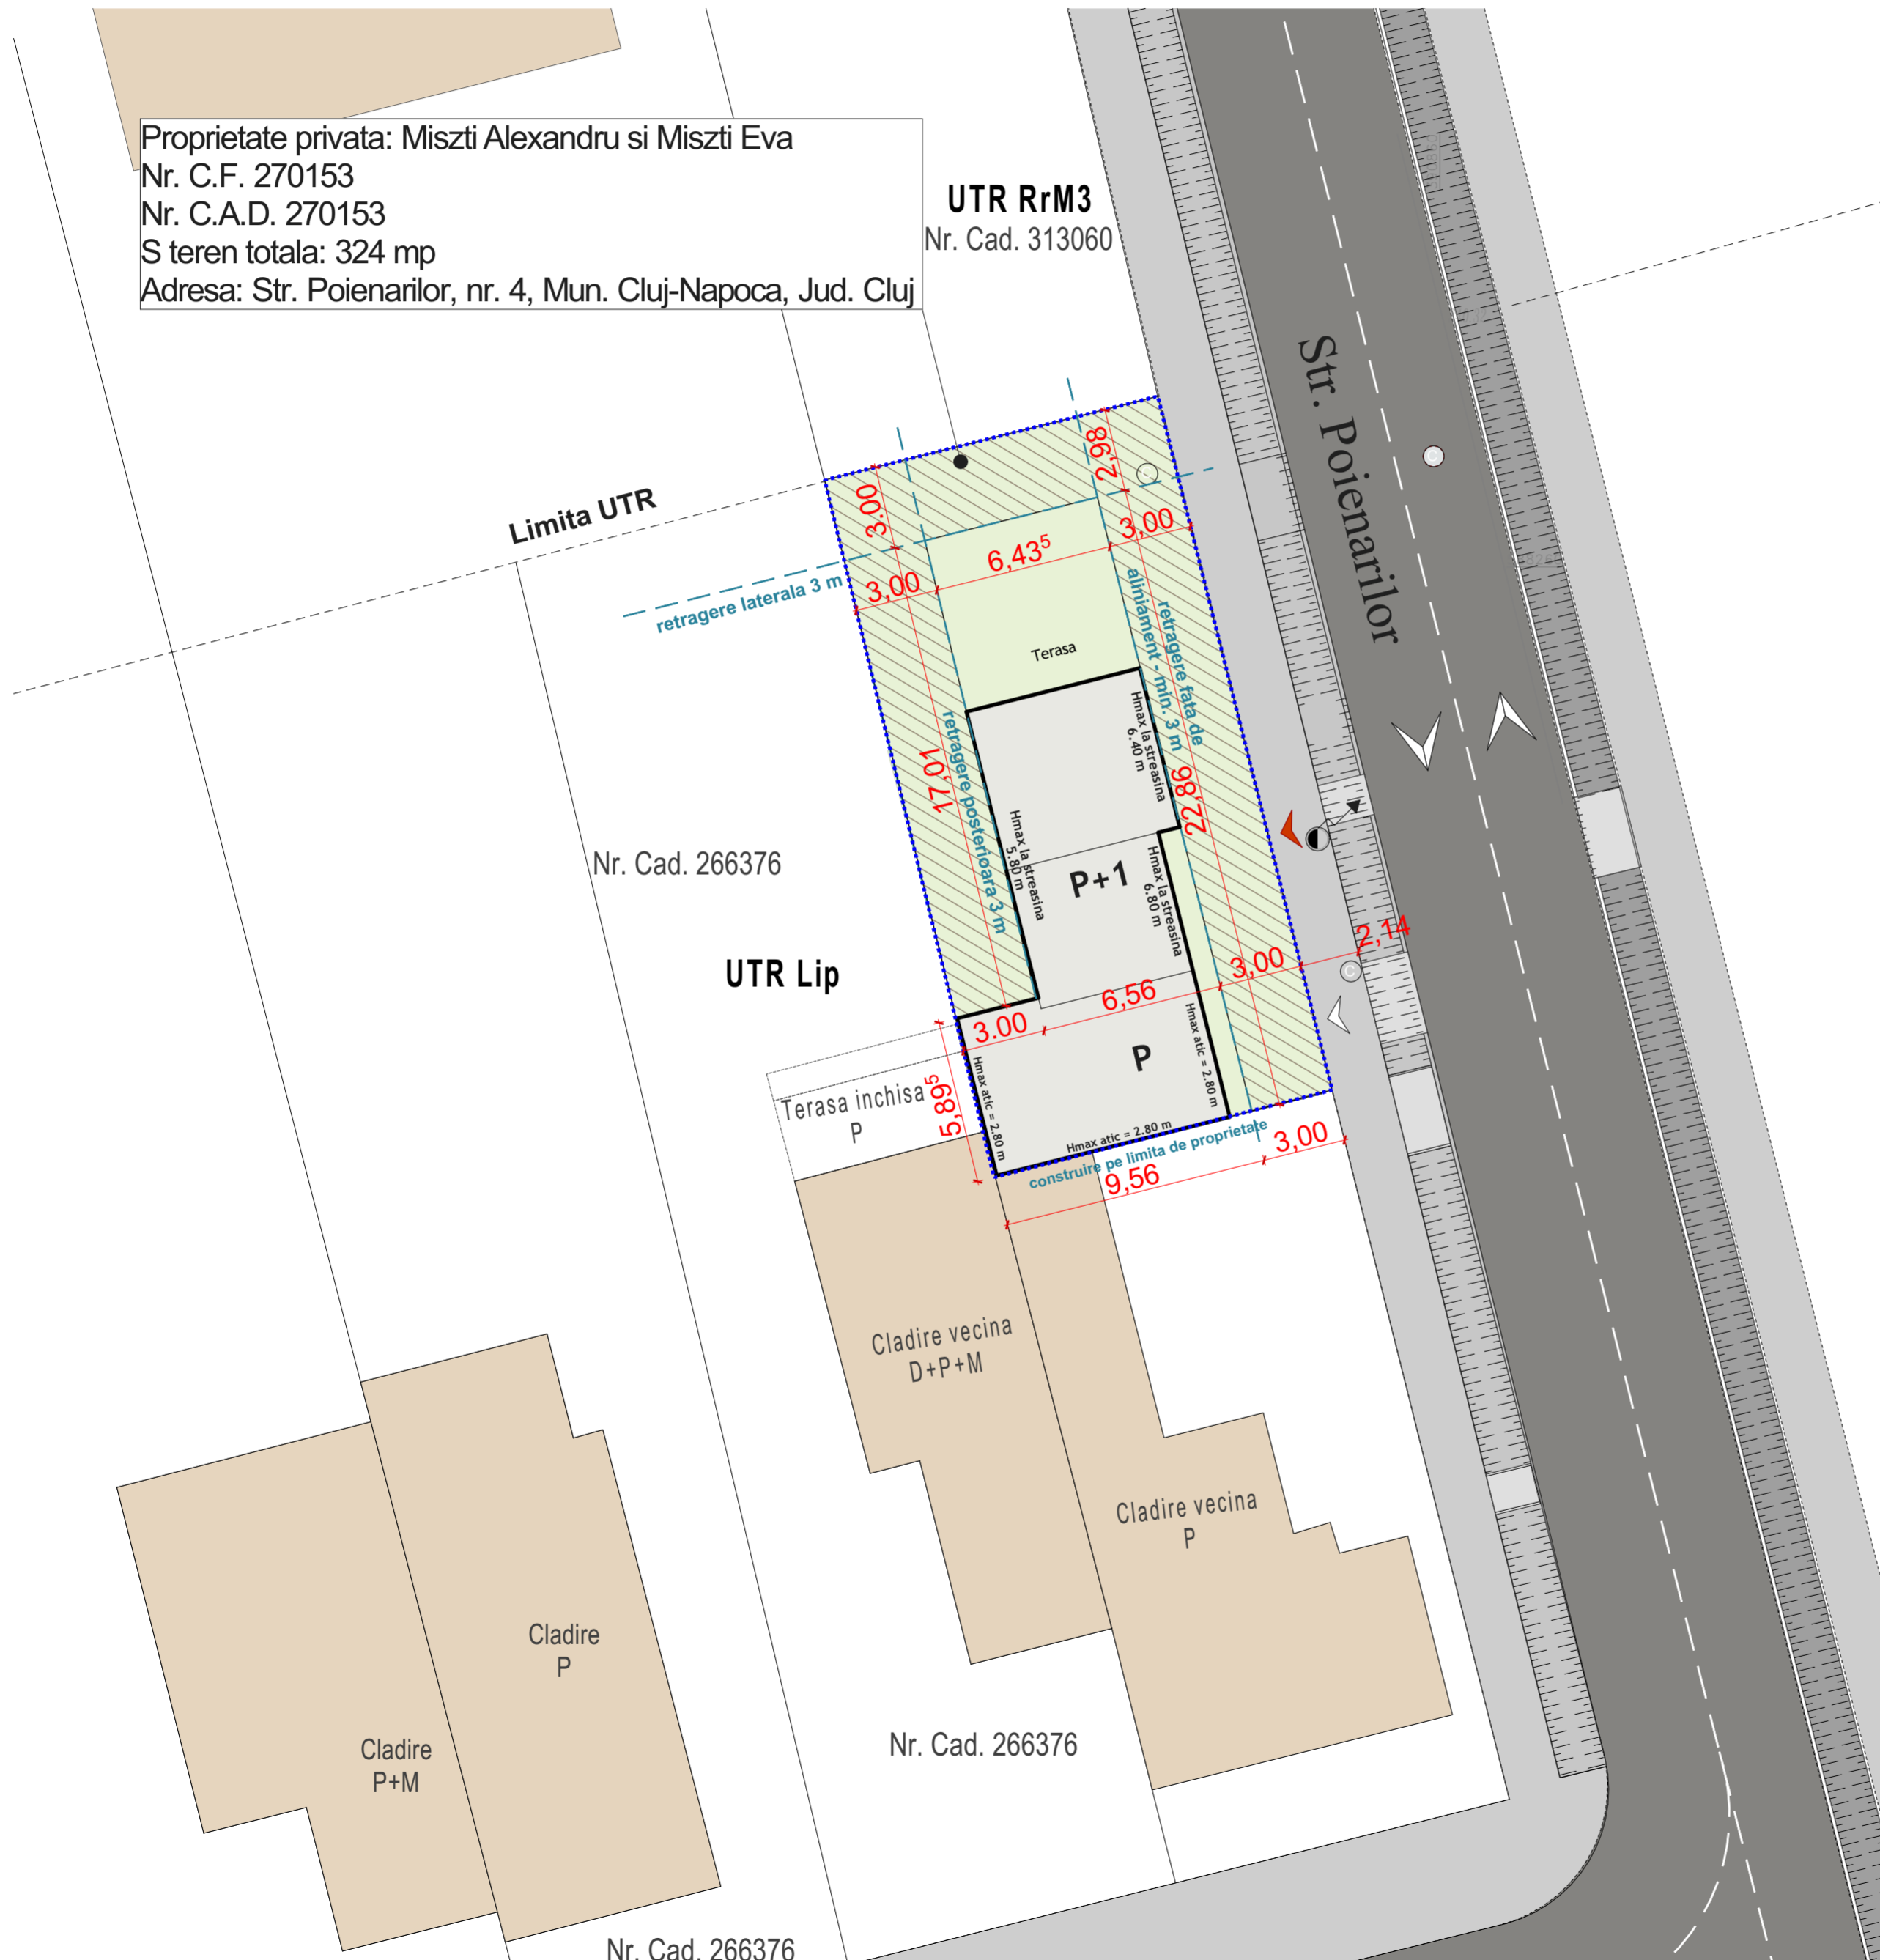 Proprietate privata: Miszti Alexandru si Miszti Eva
Nr. C.F. 270153
Nr. C.A.D. 270153
S teren totala: 324 mp
Adresa: Str. Poienarilor, nr. 4, Mun. Cluj-Napoca, Jud. Cluj
UTR RrM3
Nr. Cad. 313060
Str. Poienarilor
C
Limita UTR
retragere laterala 3 m
3.00
2,98
3,00
6,43⁵
3,00
Terasa
aliniament - min. 3 m
retragere fata de
Hmax la streasina
6.40 m
17,01
retragere posterioara 3 m
22,86
Hmax la streasina
5.80 m
P+1
Hmax la streasina
6.80 m
Nr. Cad. 266376
UTR Lip
2,14
3,00
6,56
3.00
C
P
Hmax atic = 2.80 m
Hmax atic = 2.80 m
Hmax atic = 2.80 m
5,89⁵
Terasa inchisa
P
construire pe limita de proprietate
9,56
3,00
Cladire vecina
D+P+M
Cladire vecina
P
Cladire
P
Cladire
P+M
Nr. Cad. 266376
Nr. Cad. 266376